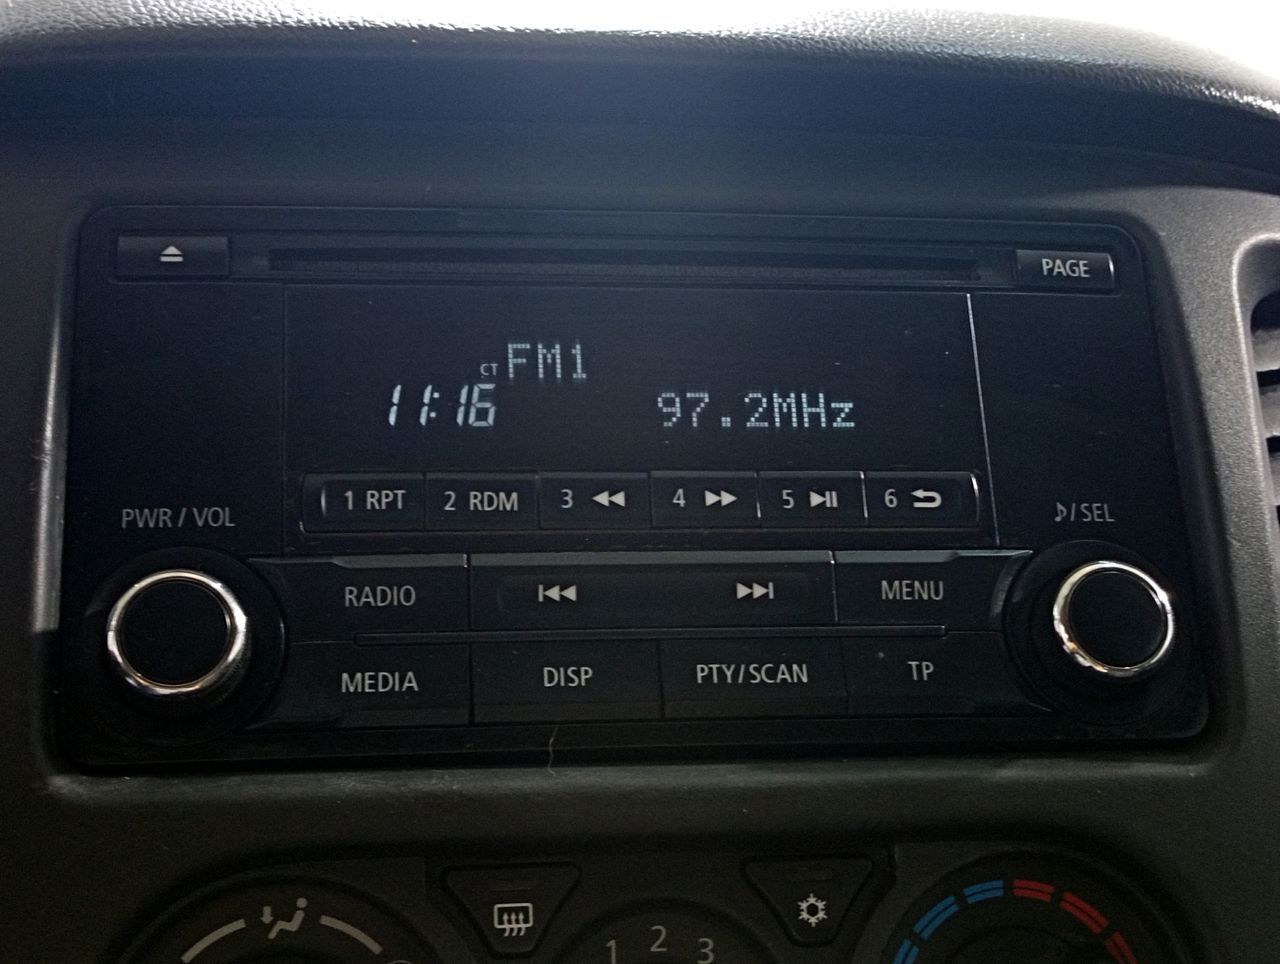 PAGE
CT FM1
11:16 97.2MHz
1 RPT 2 RDM 3 4 5 6
PWR / VOL
/SEL
RADIO MENU
MEDIA DISP PTY/SCAN TP
1 2 3